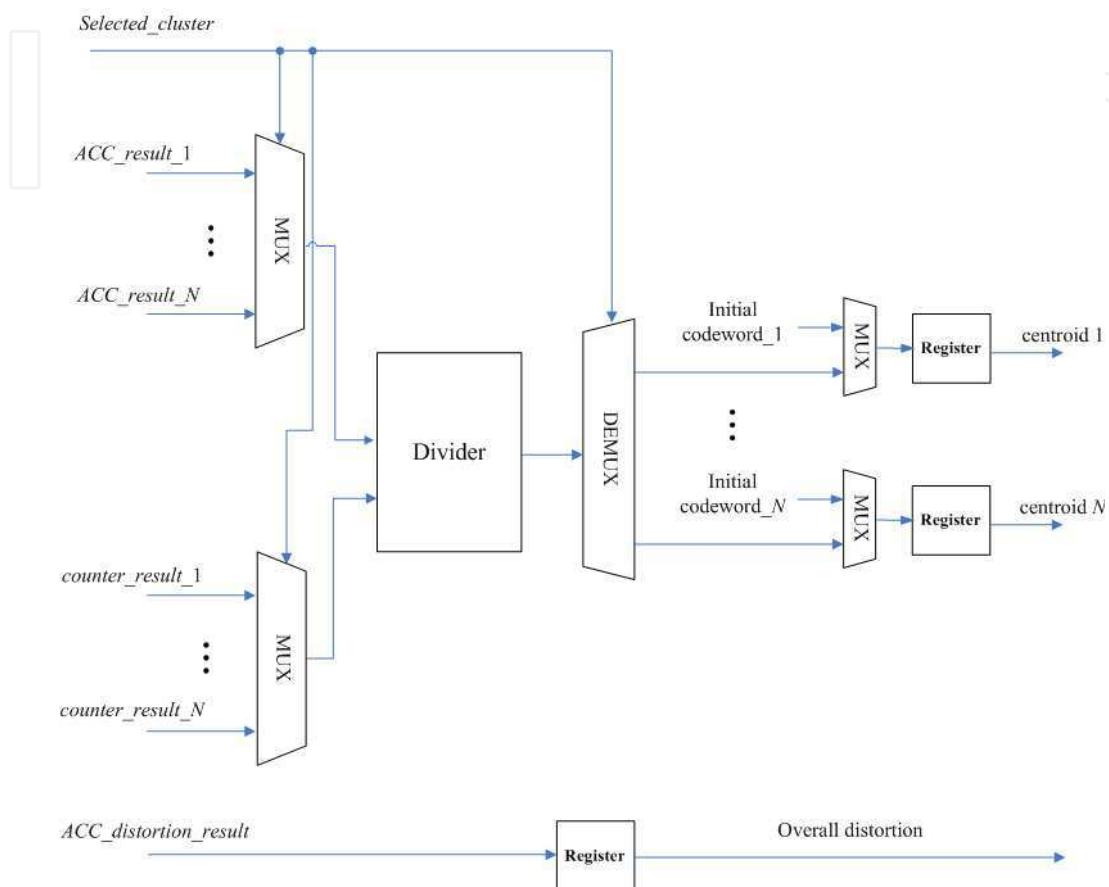 Selected_cluster
ACC_result_1
MUX
ACC_result_N
Initial
codeword_1
MUX
Register
centroid 1
Divider
DEMUX
Initial
codeword_N
MUX
Register
centroid N
counter_result_1
MUX
counter_result_N
ACC_distortion_result
Register
Overall distortion